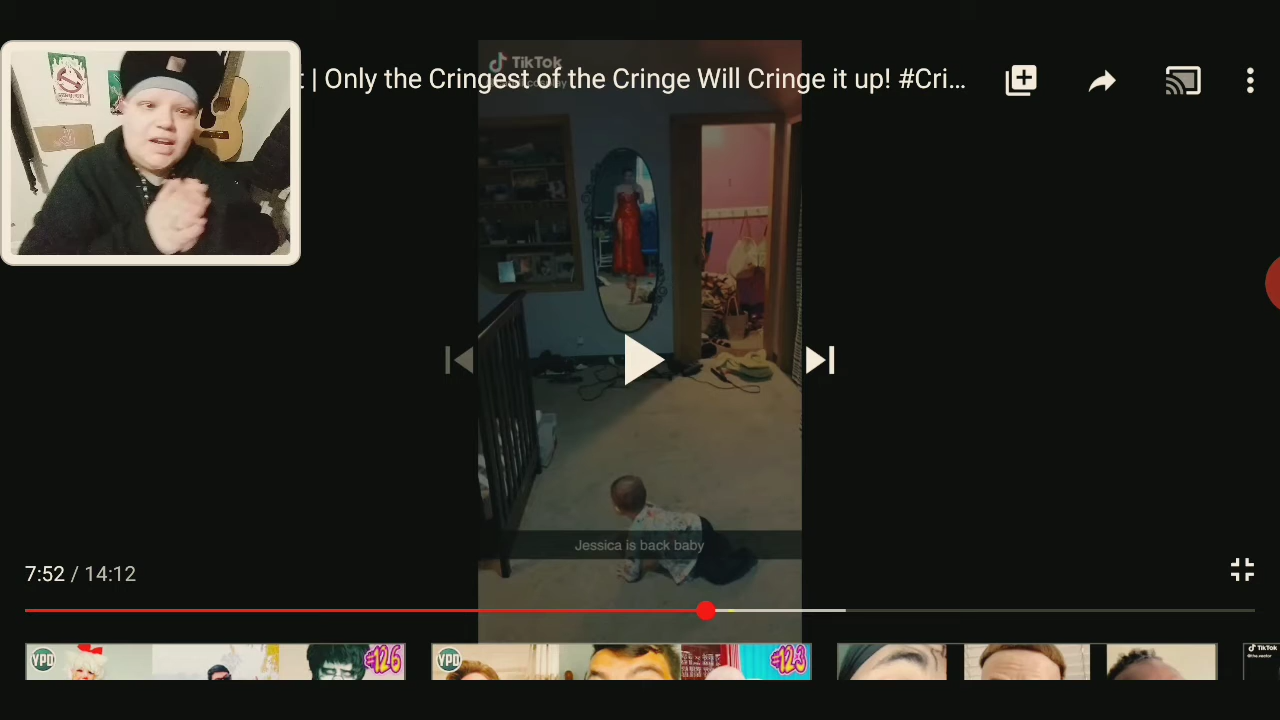 TikTok
: | Only the Cringest of the Cringe Will Cringe it up! #Cri...
Jessica is back baby
7:52 / 14:12
YPD
#126
YPD
#123
TikTok